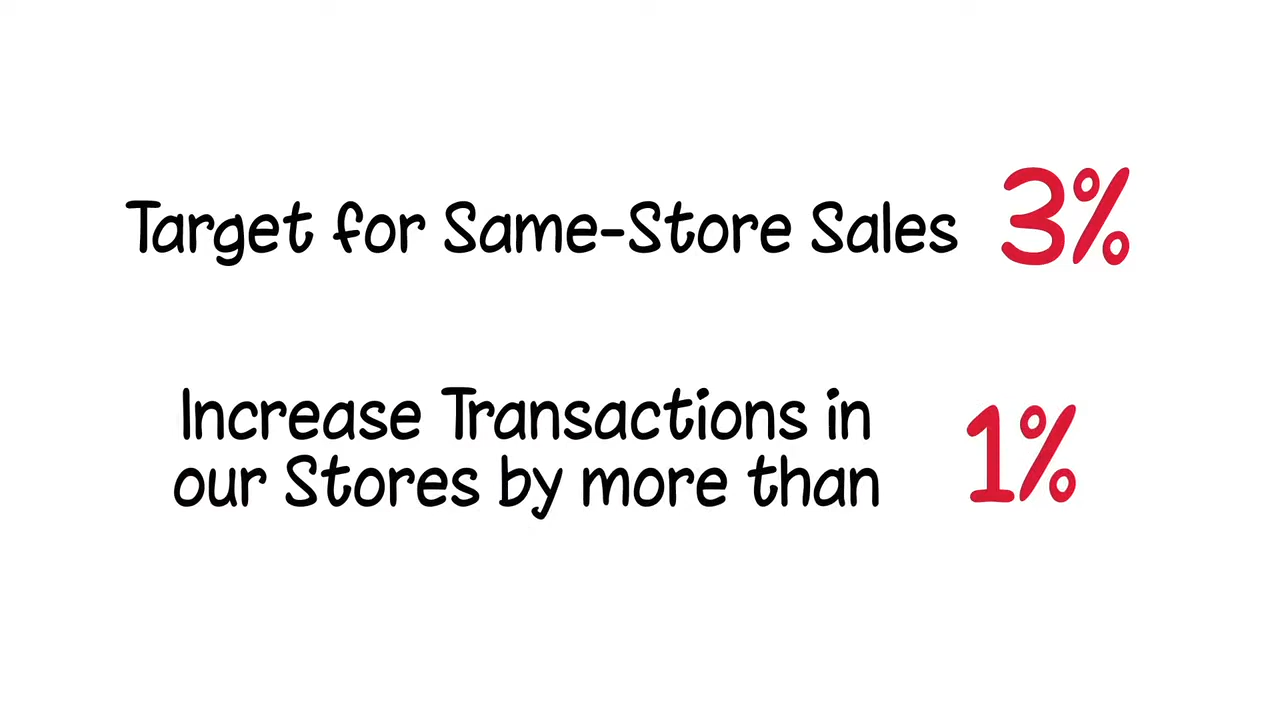 Target for Same-Store Sales 3%
Increase Transactions in
our Stores by more than 1%